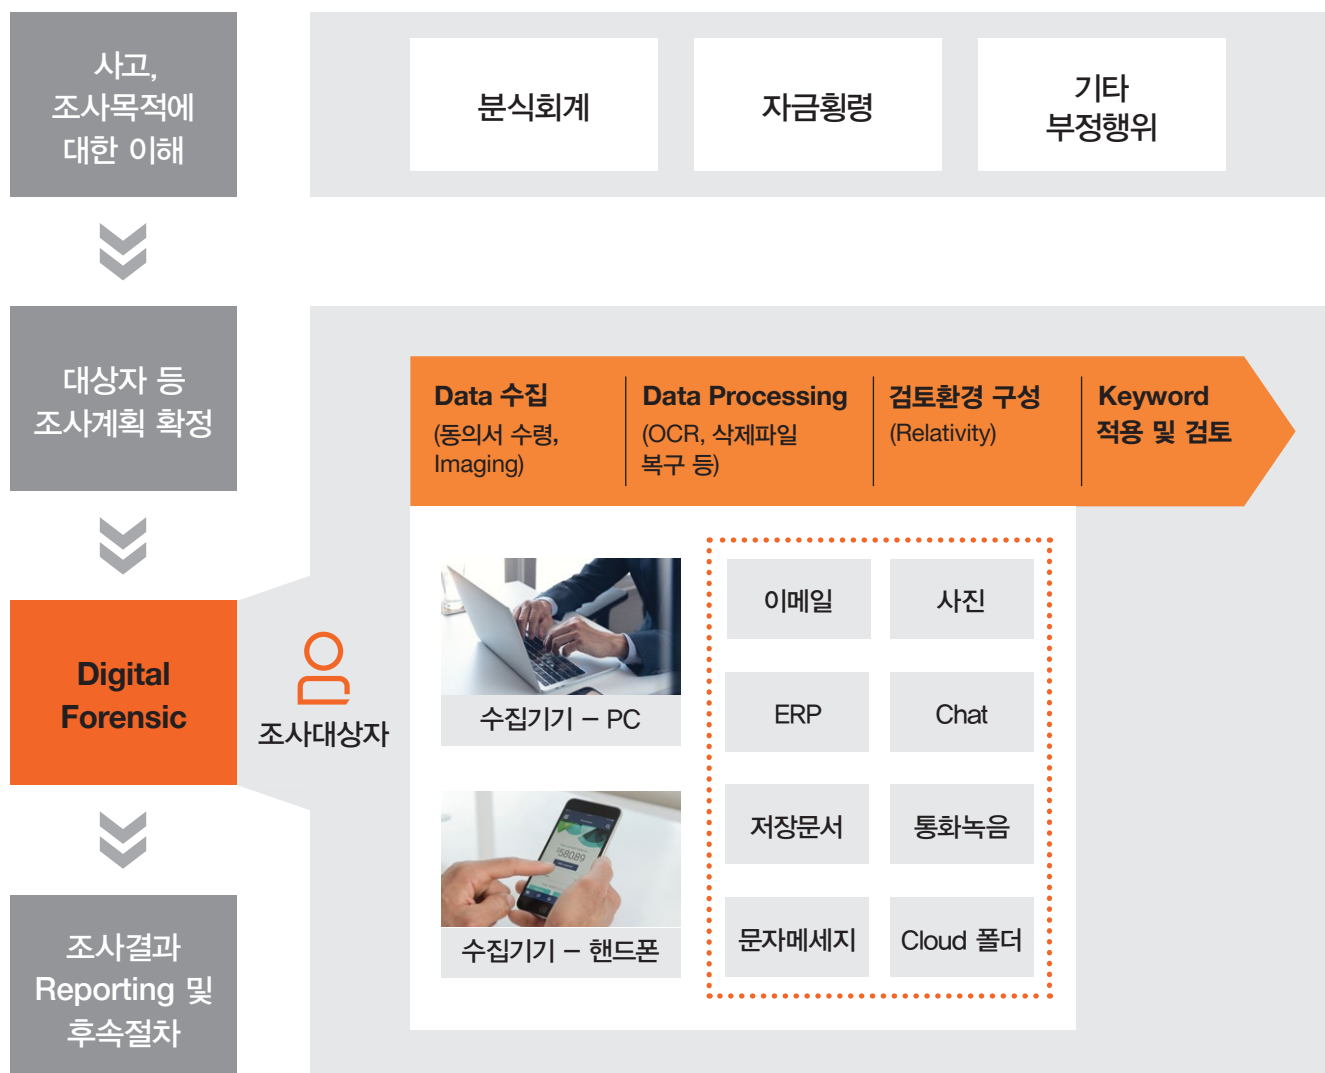 사고,
조사목적에
대한 이해
분식회계
자금횡령
기타
부정행위
대상자 등
조사계획 확정
Data 수집
(동의서 수령,
Imaging)
Data Processing
(OCR, 삭제파일
복구 등)
검토환경 구성
(Relativity)
Keyword
적용 및 검토
Digital
Forensic
조사대상자
수집기기 – PC
수집기기 – 핸드폰
이메일
사진
ERP
Chat
저장문서
통화녹음
문자메세지
Cloud 폴더
조사결과
Reporting 및
후속절차